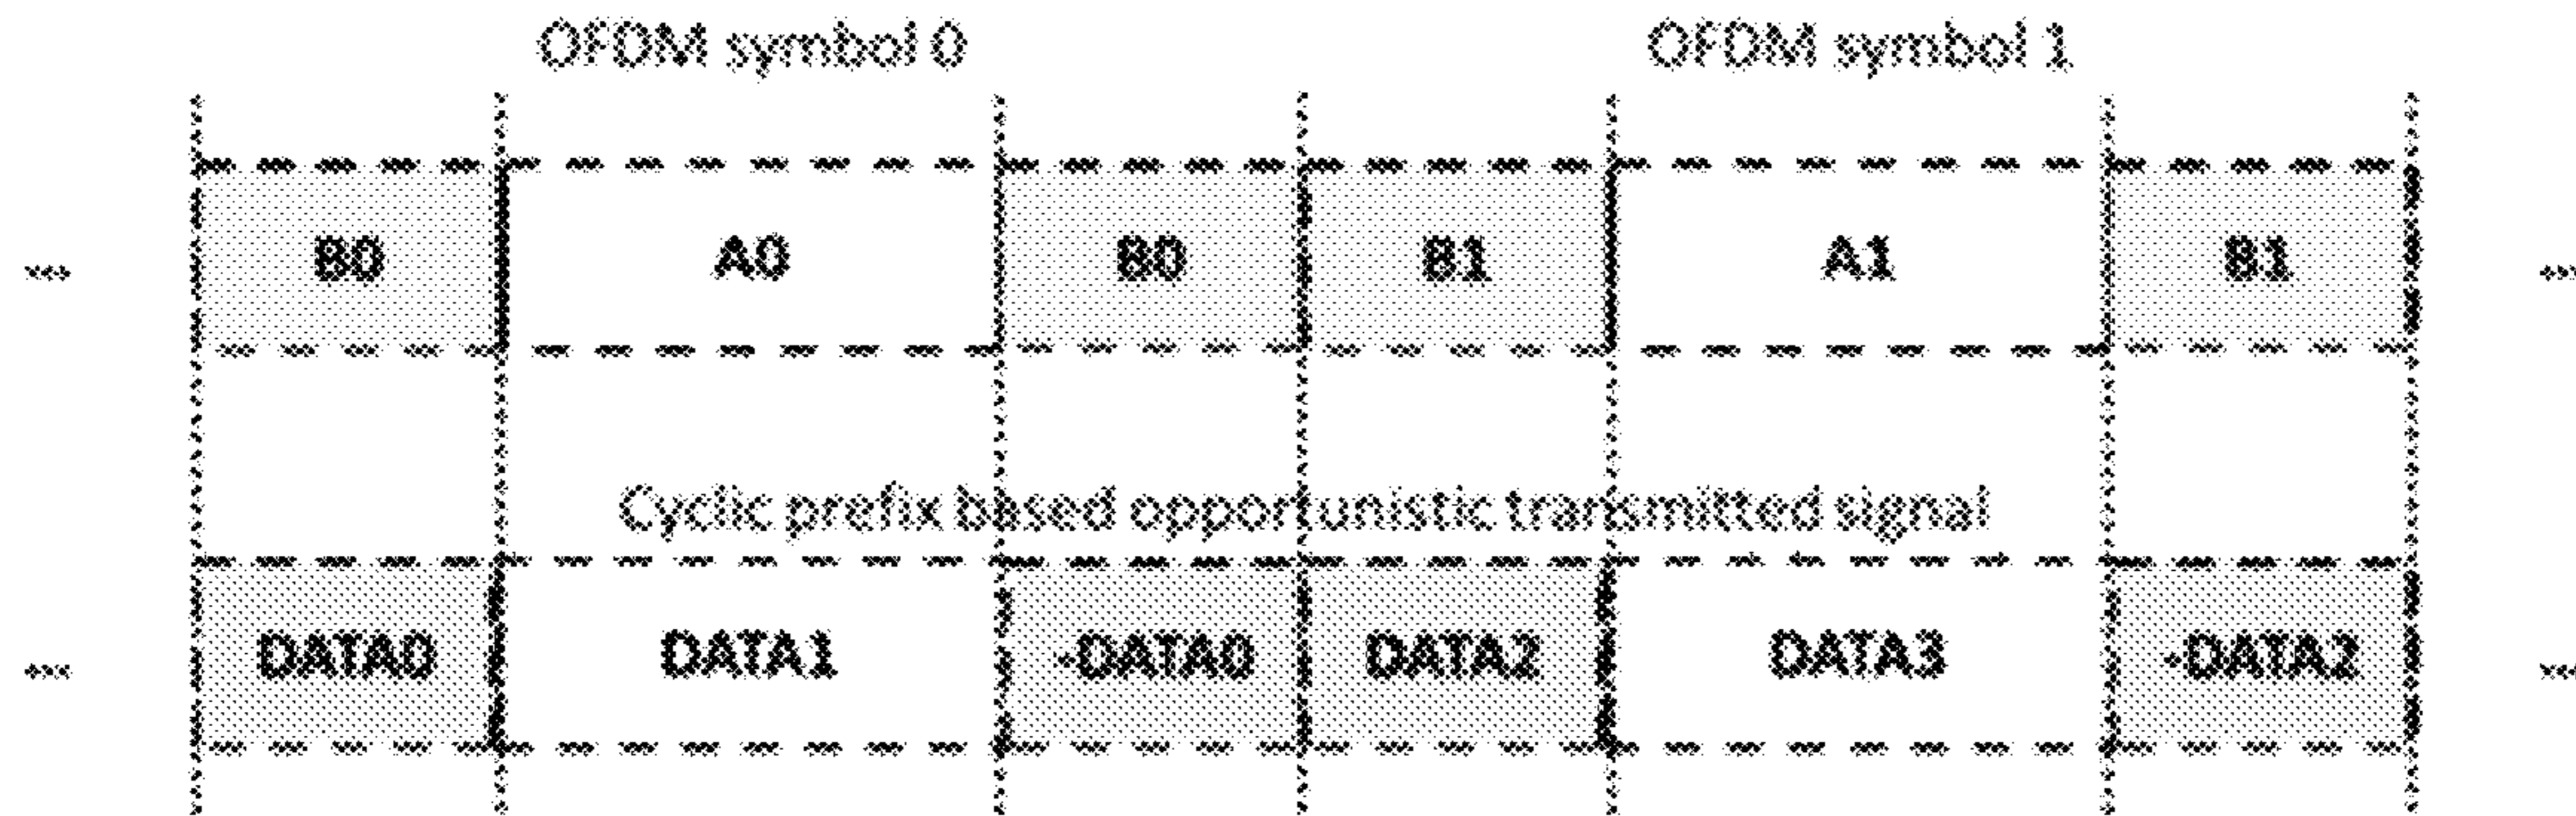 OFDM symbol 0 OFDM symbol 1
... B0 A0 B0 B1 A1 B1 ...
Cyclic prefix based opportunistic transmitted signal
... DATA0 DATA1 -DATA0 DATA2 DATA3 -DATA2 ...